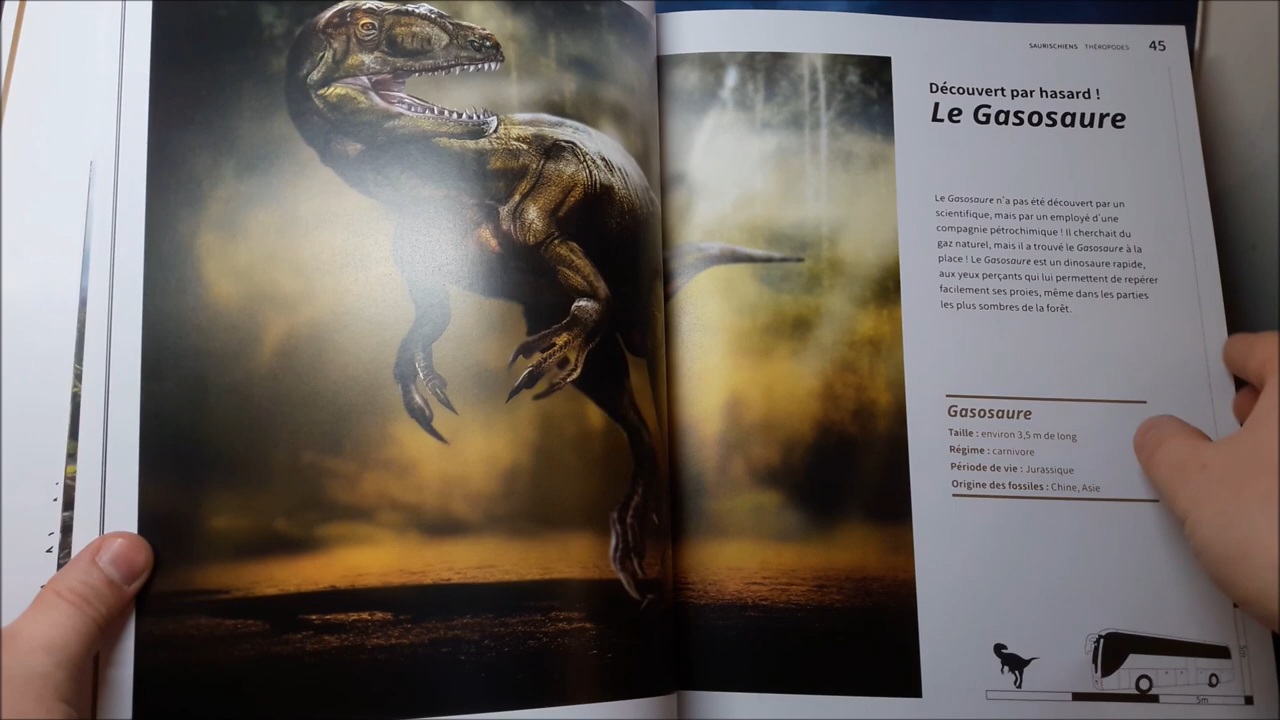 SAURISCHIENS THÉROPODES 45
Découvert par hasard !
Le Gasosaure
Le Gasosaure n'a pas été découvert par un
scientifique, mais par un employé d'une
compagnie pétrochimique ! Il cherchait du
gaz naturel, mais il a trouvé le Gasosaure à la
place ! Le Gasosaure est un dinosaure rapide,
aux yeux perçants qui lui permettent de repérer
facilement ses proies, même dans les parties
les plus sombres de la forêt.
Gasosaure
Taille : environ 3,5 m de long
Régime : carnivore
Période de vie : Jurassique
Origine des fossiles : Chine, Asie
5m
5m